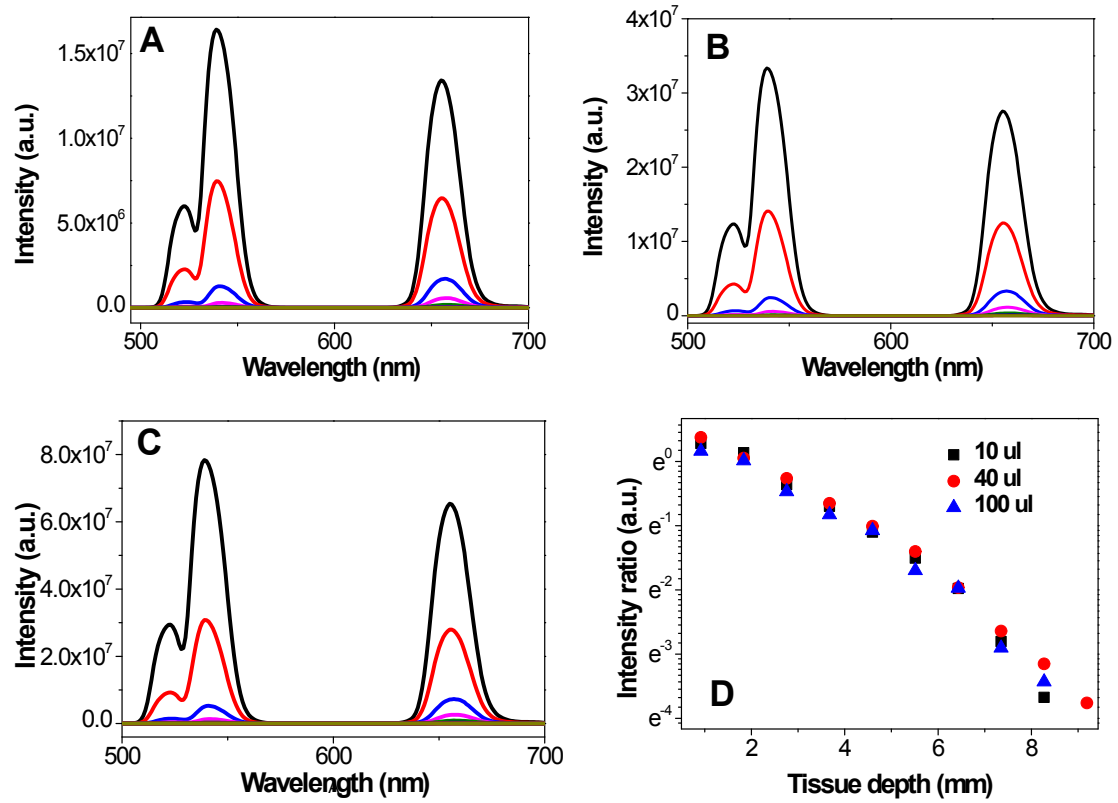 A
1.5x10⁷
1.0x10⁷
5.0x10⁶
0.0
Intensity (a.u.)
500
600
700
Wavelength (nm)
B
4x10⁷
3x10⁷
2x10⁷
1x10⁷
0
Intensity (a.u.)
500
600
700
Wavelength (nm)
C
8.0x10⁷
6.0x10⁷
4.0x10⁷
2.0x10⁷
0.0
Intensity (a.u.)
500
600
700
Wavelength (nm)
D
10 ul
40 ul
100 ul
e⁰
e⁻¹
e⁻²
e⁻³
e⁻⁴
Intensity ratio (a.u.)
2
4
6
8
Tissue depth (mm)